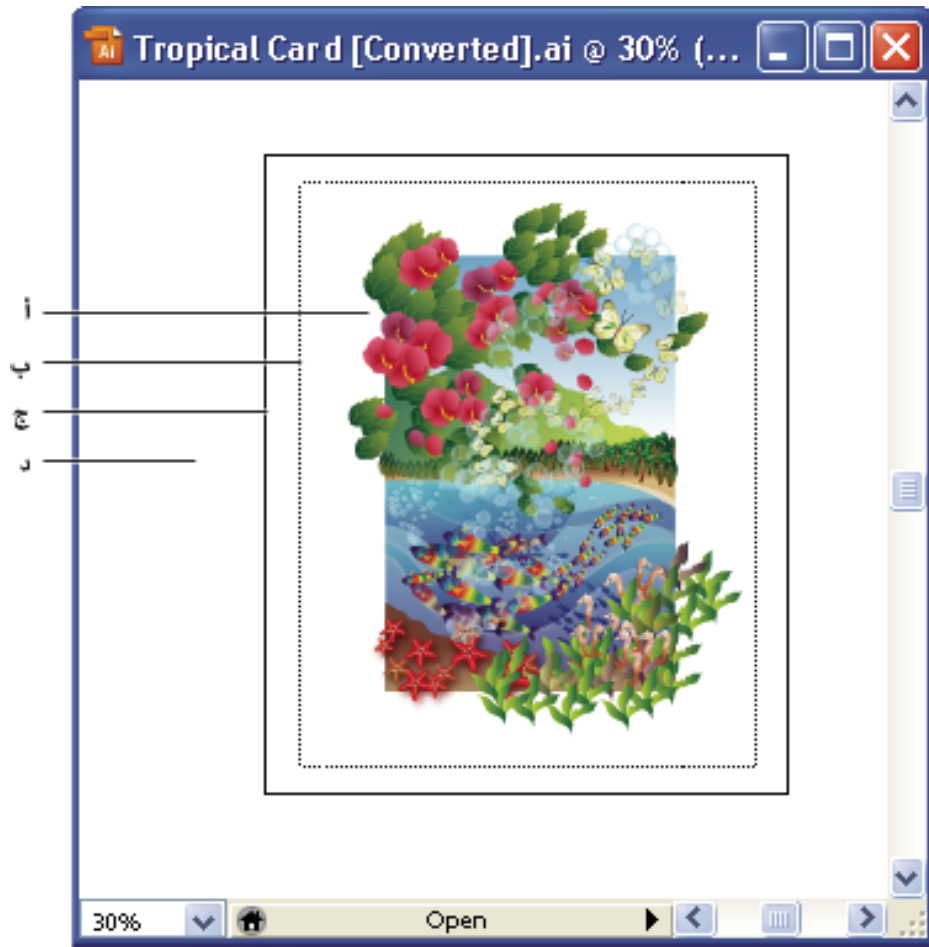 Ai Tropical Card [Converted].ai @ 30% (...
أ
ب
ج
د
30% Open